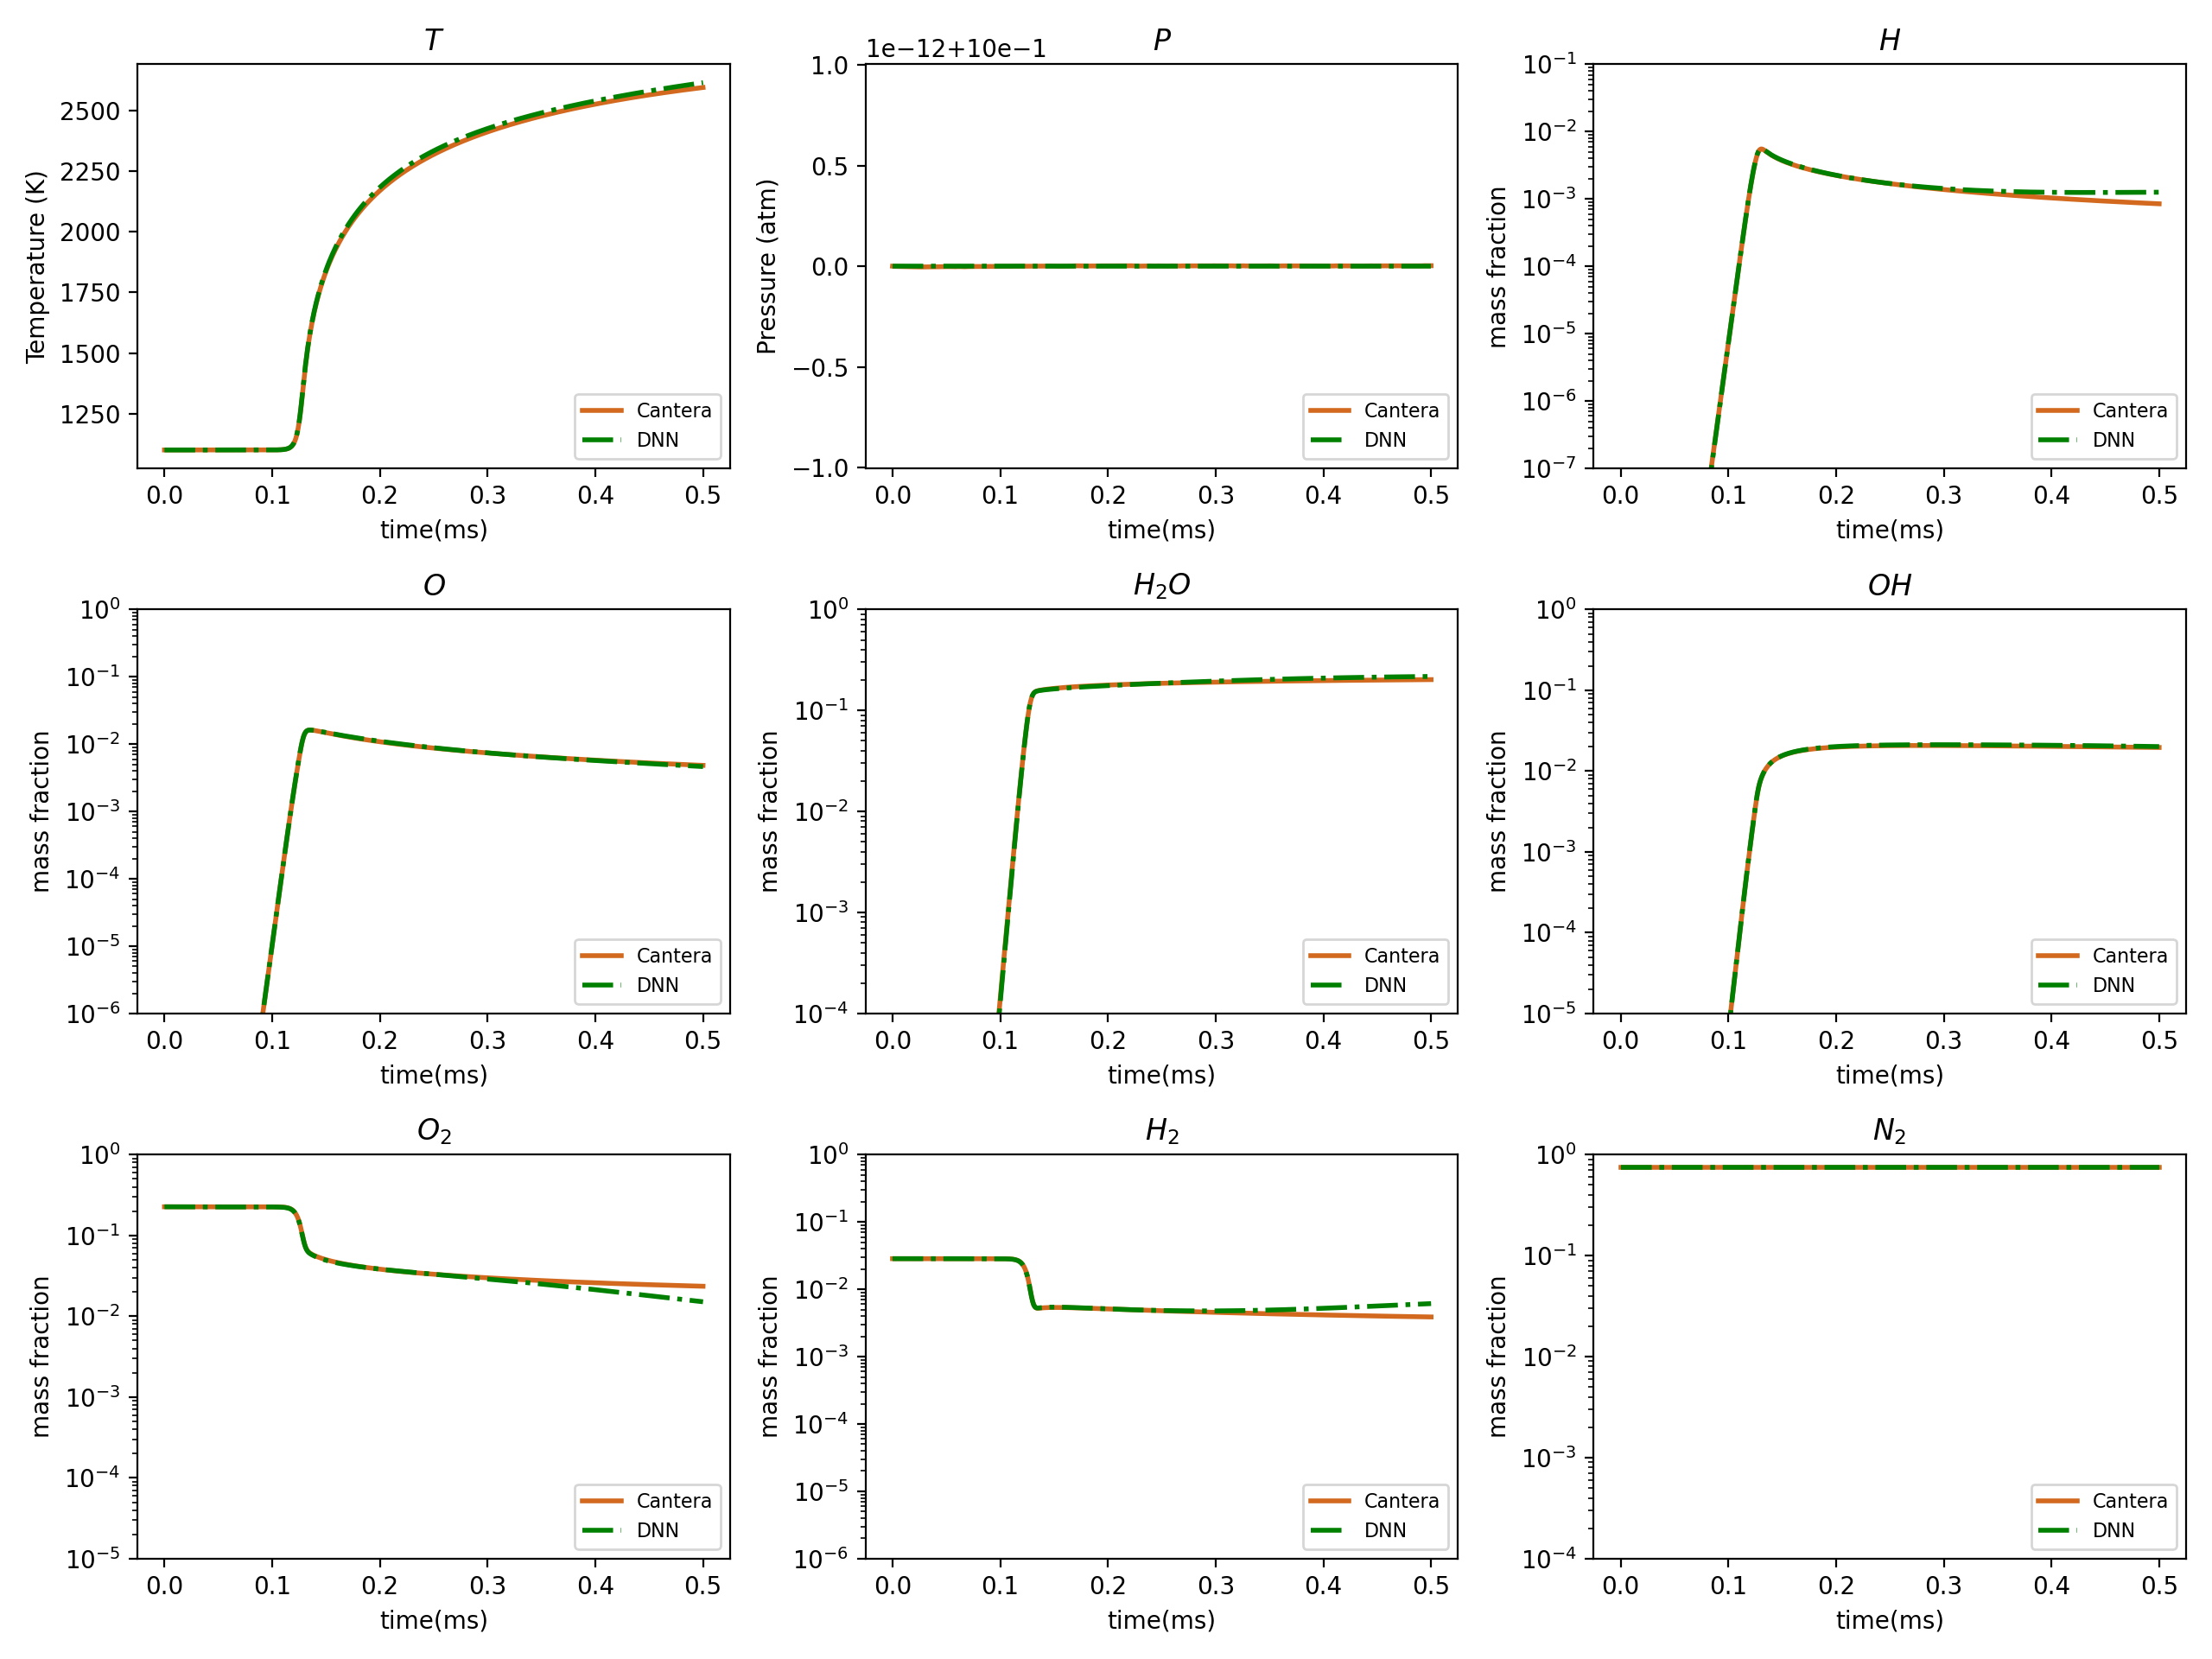 T
2500
2250
2000
1750
1500
1250
Temperature (K)
0.0 0.1 0.2 0.3 0.4 0.5
time(ms)
Cantera
DNN
1e−12+10e−1
P
1.0
0.5
0.0
−0.5
−1.0
Pressure (atm)
0.0 0.1 0.2 0.3 0.4 0.5
time(ms)
Cantera
DNN
H
10⁻¹
10⁻²
10⁻³
10⁻⁴
10⁻⁵
10⁻⁶
10⁻⁷
mass fraction
0.0 0.1 0.2 0.3 0.4 0.5
time(ms)
Cantera
DNN
O
10⁰
10⁻¹
10⁻²
10⁻³
10⁻⁴
10⁻⁵
10⁻⁶
mass fraction
0.0 0.1 0.2 0.3 0.4 0.5
time(ms)
Cantera
DNN
H₂O
10⁰
10⁻¹
10⁻²
10⁻³
10⁻⁴
mass fraction
0.0 0.1 0.2 0.3 0.4 0.5
time(ms)
Cantera
DNN
OH
10⁰
10⁻¹
10⁻²
10⁻³
10⁻⁴
10⁻⁵
mass fraction
0.0 0.1 0.2 0.3 0.4 0.5
time(ms)
Cantera
DNN
O₂
10⁰
10⁻¹
10⁻²
10⁻³
10⁻⁴
10⁻⁵
mass fraction
0.0 0.1 0.2 0.3 0.4 0.5
time(ms)
Cantera
DNN
H₂
10⁰
10⁻¹
10⁻²
10⁻³
10⁻⁴
10⁻⁵
10⁻⁶
mass fraction
0.0 0.1 0.2 0.3 0.4 0.5
time(ms)
Cantera
DNN
N₂
10⁰
10⁻¹
10⁻²
10⁻³
10⁻⁴
mass fraction
0.0 0.1 0.2 0.3 0.4 0.5
time(ms)
Cantera
DNN